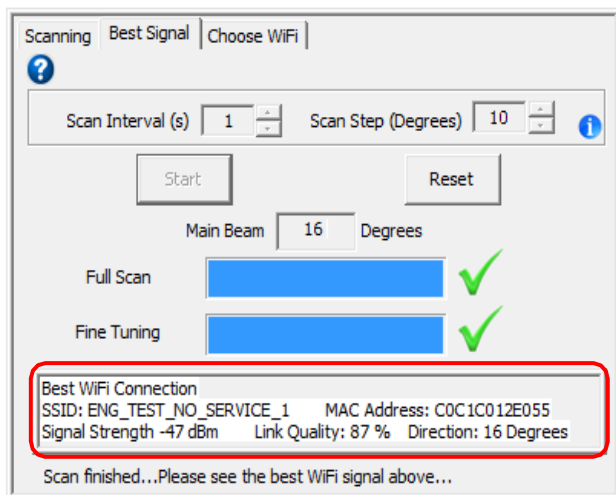 Scanning Best Signal Choose WiFi
?
Scan Interval (s) 1 Scan Step (Degrees) 10 i
Start Reset
Main Beam 16 Degrees
Full Scan
Fine Tuning
Best WiFi Connection
SSID: ENG_TEST_NO_SERVICE_1 MAC Address: C0C1C012E055
Signal Strength -47 dBm Link Quality: 87 % Direction: 16 Degrees
Scan finished...Please see the best WiFi signal above...